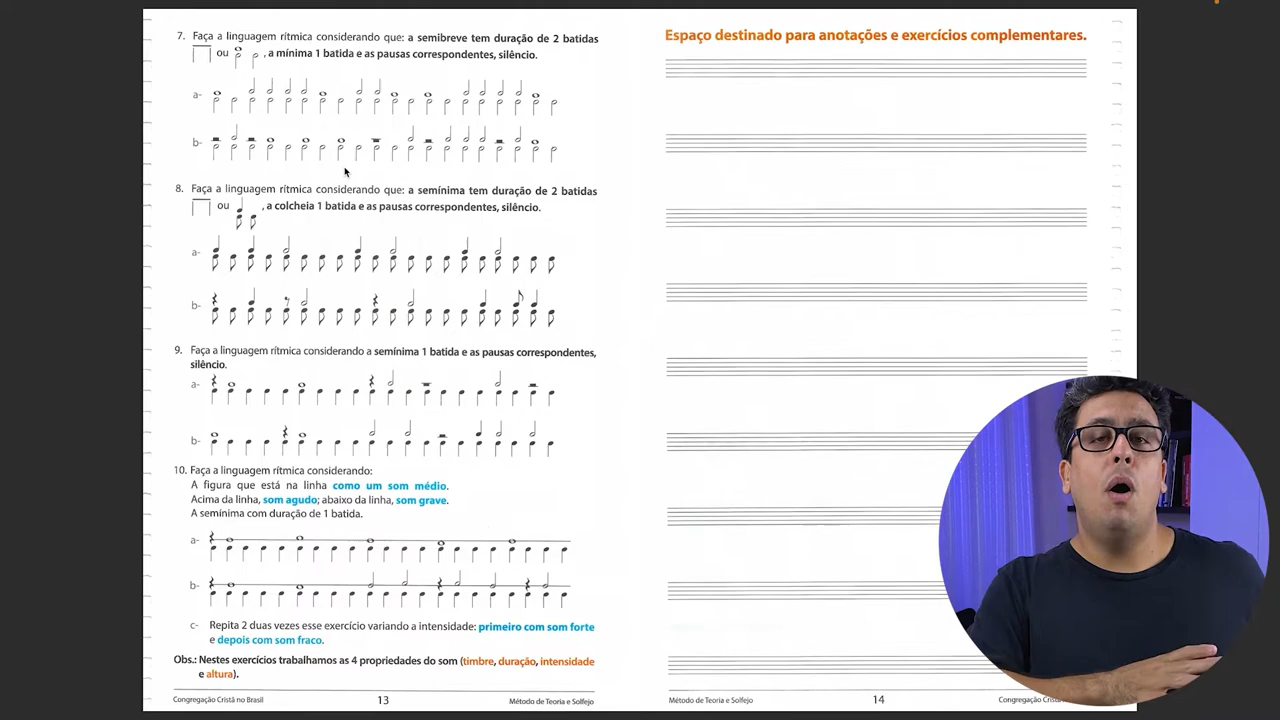 7. Faça a linguagem rítmica considerando que: a semibreve tem duração de 2 batidas
ou , a mínima 1 batida e as pausas correspondentes, silêncio.
a-
b-
8. Faça a linguagem rítmica considerando que: a semínima tem duração de 2 batidas
ou , a colcheia 1 batida e as pausas correspondentes, silêncio.
a-
b-
9. Faça a linguagem rítmica considerando a semínima 1 batida e as pausas correspondentes,
silêncio.
a-
b-
10. Faça a linguagem rítmica considerando:
A figura que está na linha como um som médio.
Acima da linha, som agudo; abaixo da linha, som grave.
A semínima com duração de 1 batida.
a-
b-
c- Repita 2 duas vezes esse exercício variando a intensidade: primeiro com som forte
e depois com som fraco.
Obs.: Nestes exercícios trabalhamos as 4 propriedades do som (timbre, duração, intensidade
e altura).
Congregação Cristã no Brasil 13 Método de Teoria e Solfejo
Espaço destinado para anotações e exercícios complementares.
Método de Teoria e Solfejo 14 Congregação